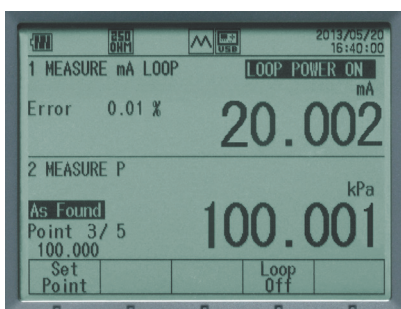 250 OHM
USB
2013/05/20
16:40:00
1 MEASURE mA LOOP
LOOP POWER ON
mA
Error 0.01 %
20.002
2 MEASURE P
kPa
As Found
Point 3/ 5
100.000
100.001
Set Point
Loop Off